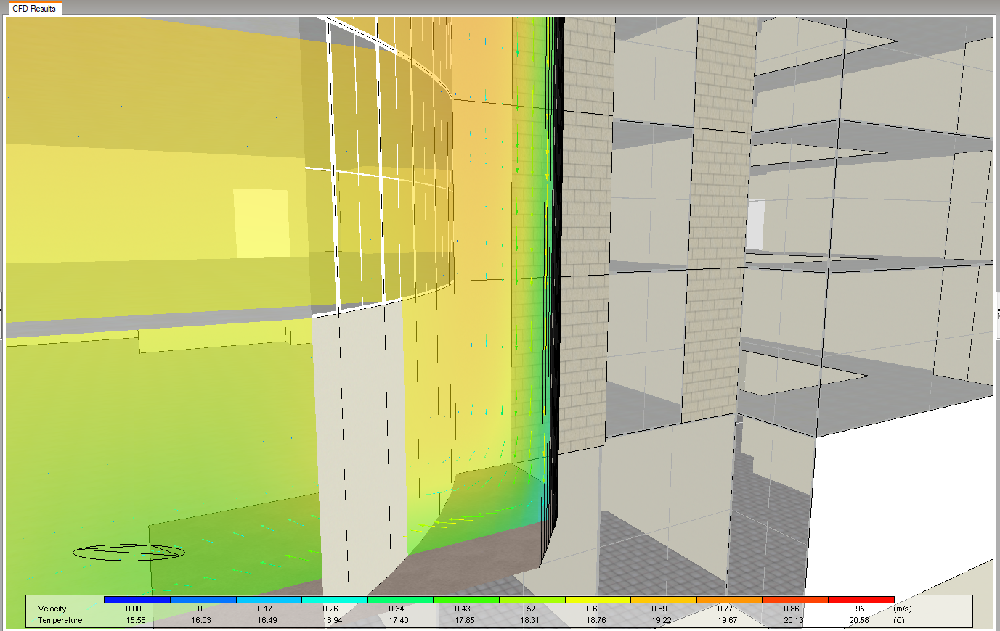 CFD Results
Velocity 0.00 0.09 0.17 0.26 0.34 0.43 0.52 0.60 0.69 0.77 0.86 0.95 (m/s)
Temperature 15.58 16.03 16.49 16.94 17.40 17.85 18.31 18.76 19.22 19.67 20.13 20.58 (C)